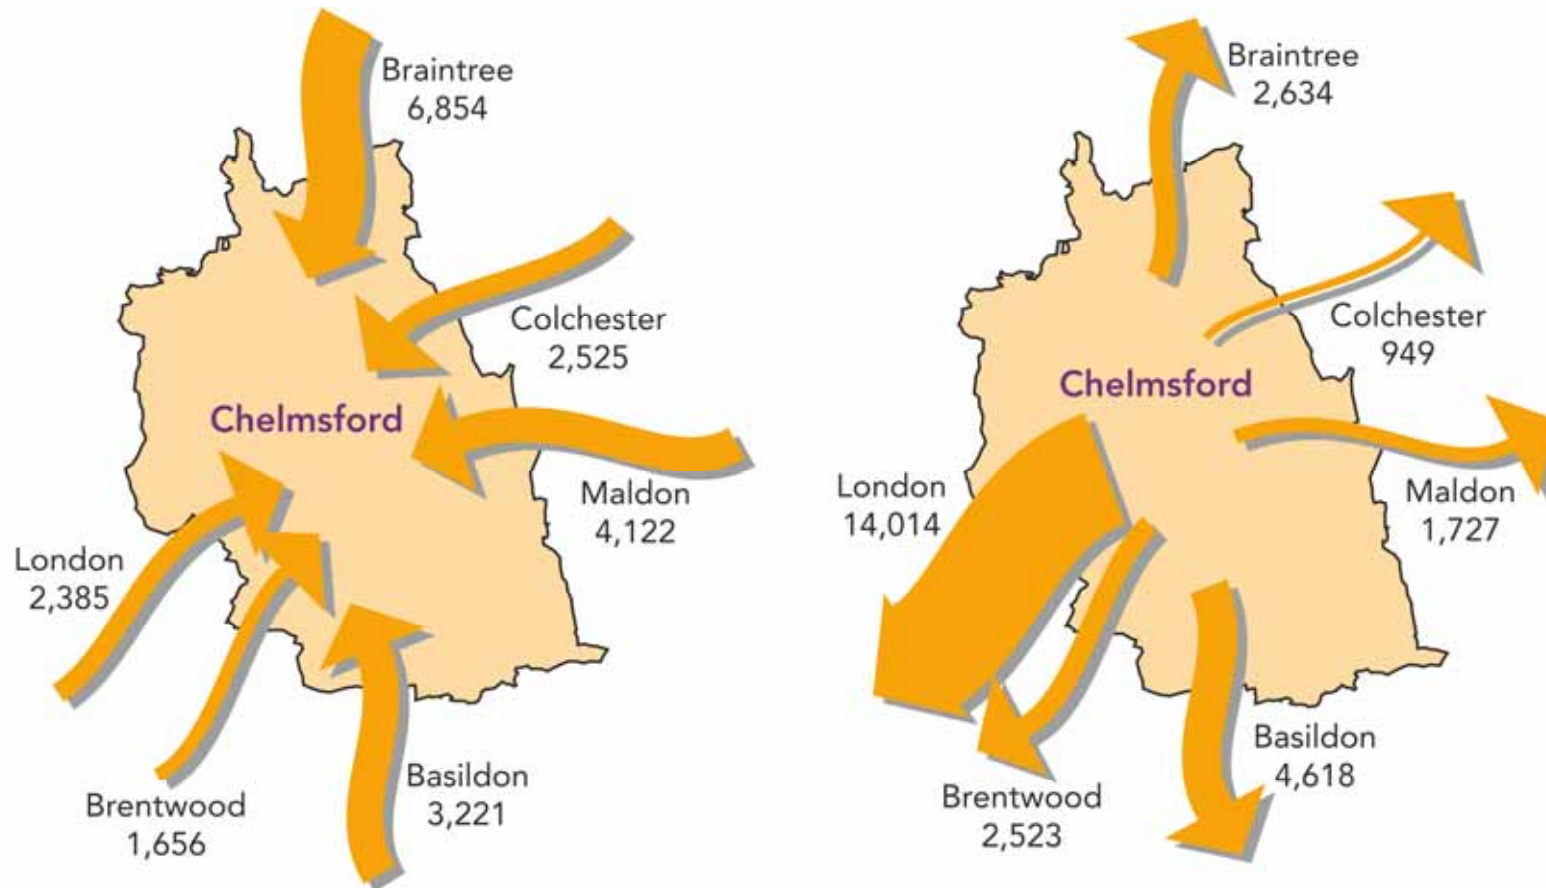 Braintree
6,854
Colchester
2,525
Chelmsford
Maldon
4,122
London
2,385
Brentwood
1,656
Basildon
3,221
Braintree
2,634
Colchester
949
Chelmsford
London
14,014
Maldon
1,727
Brentwood
2,523
Basildon
4,618